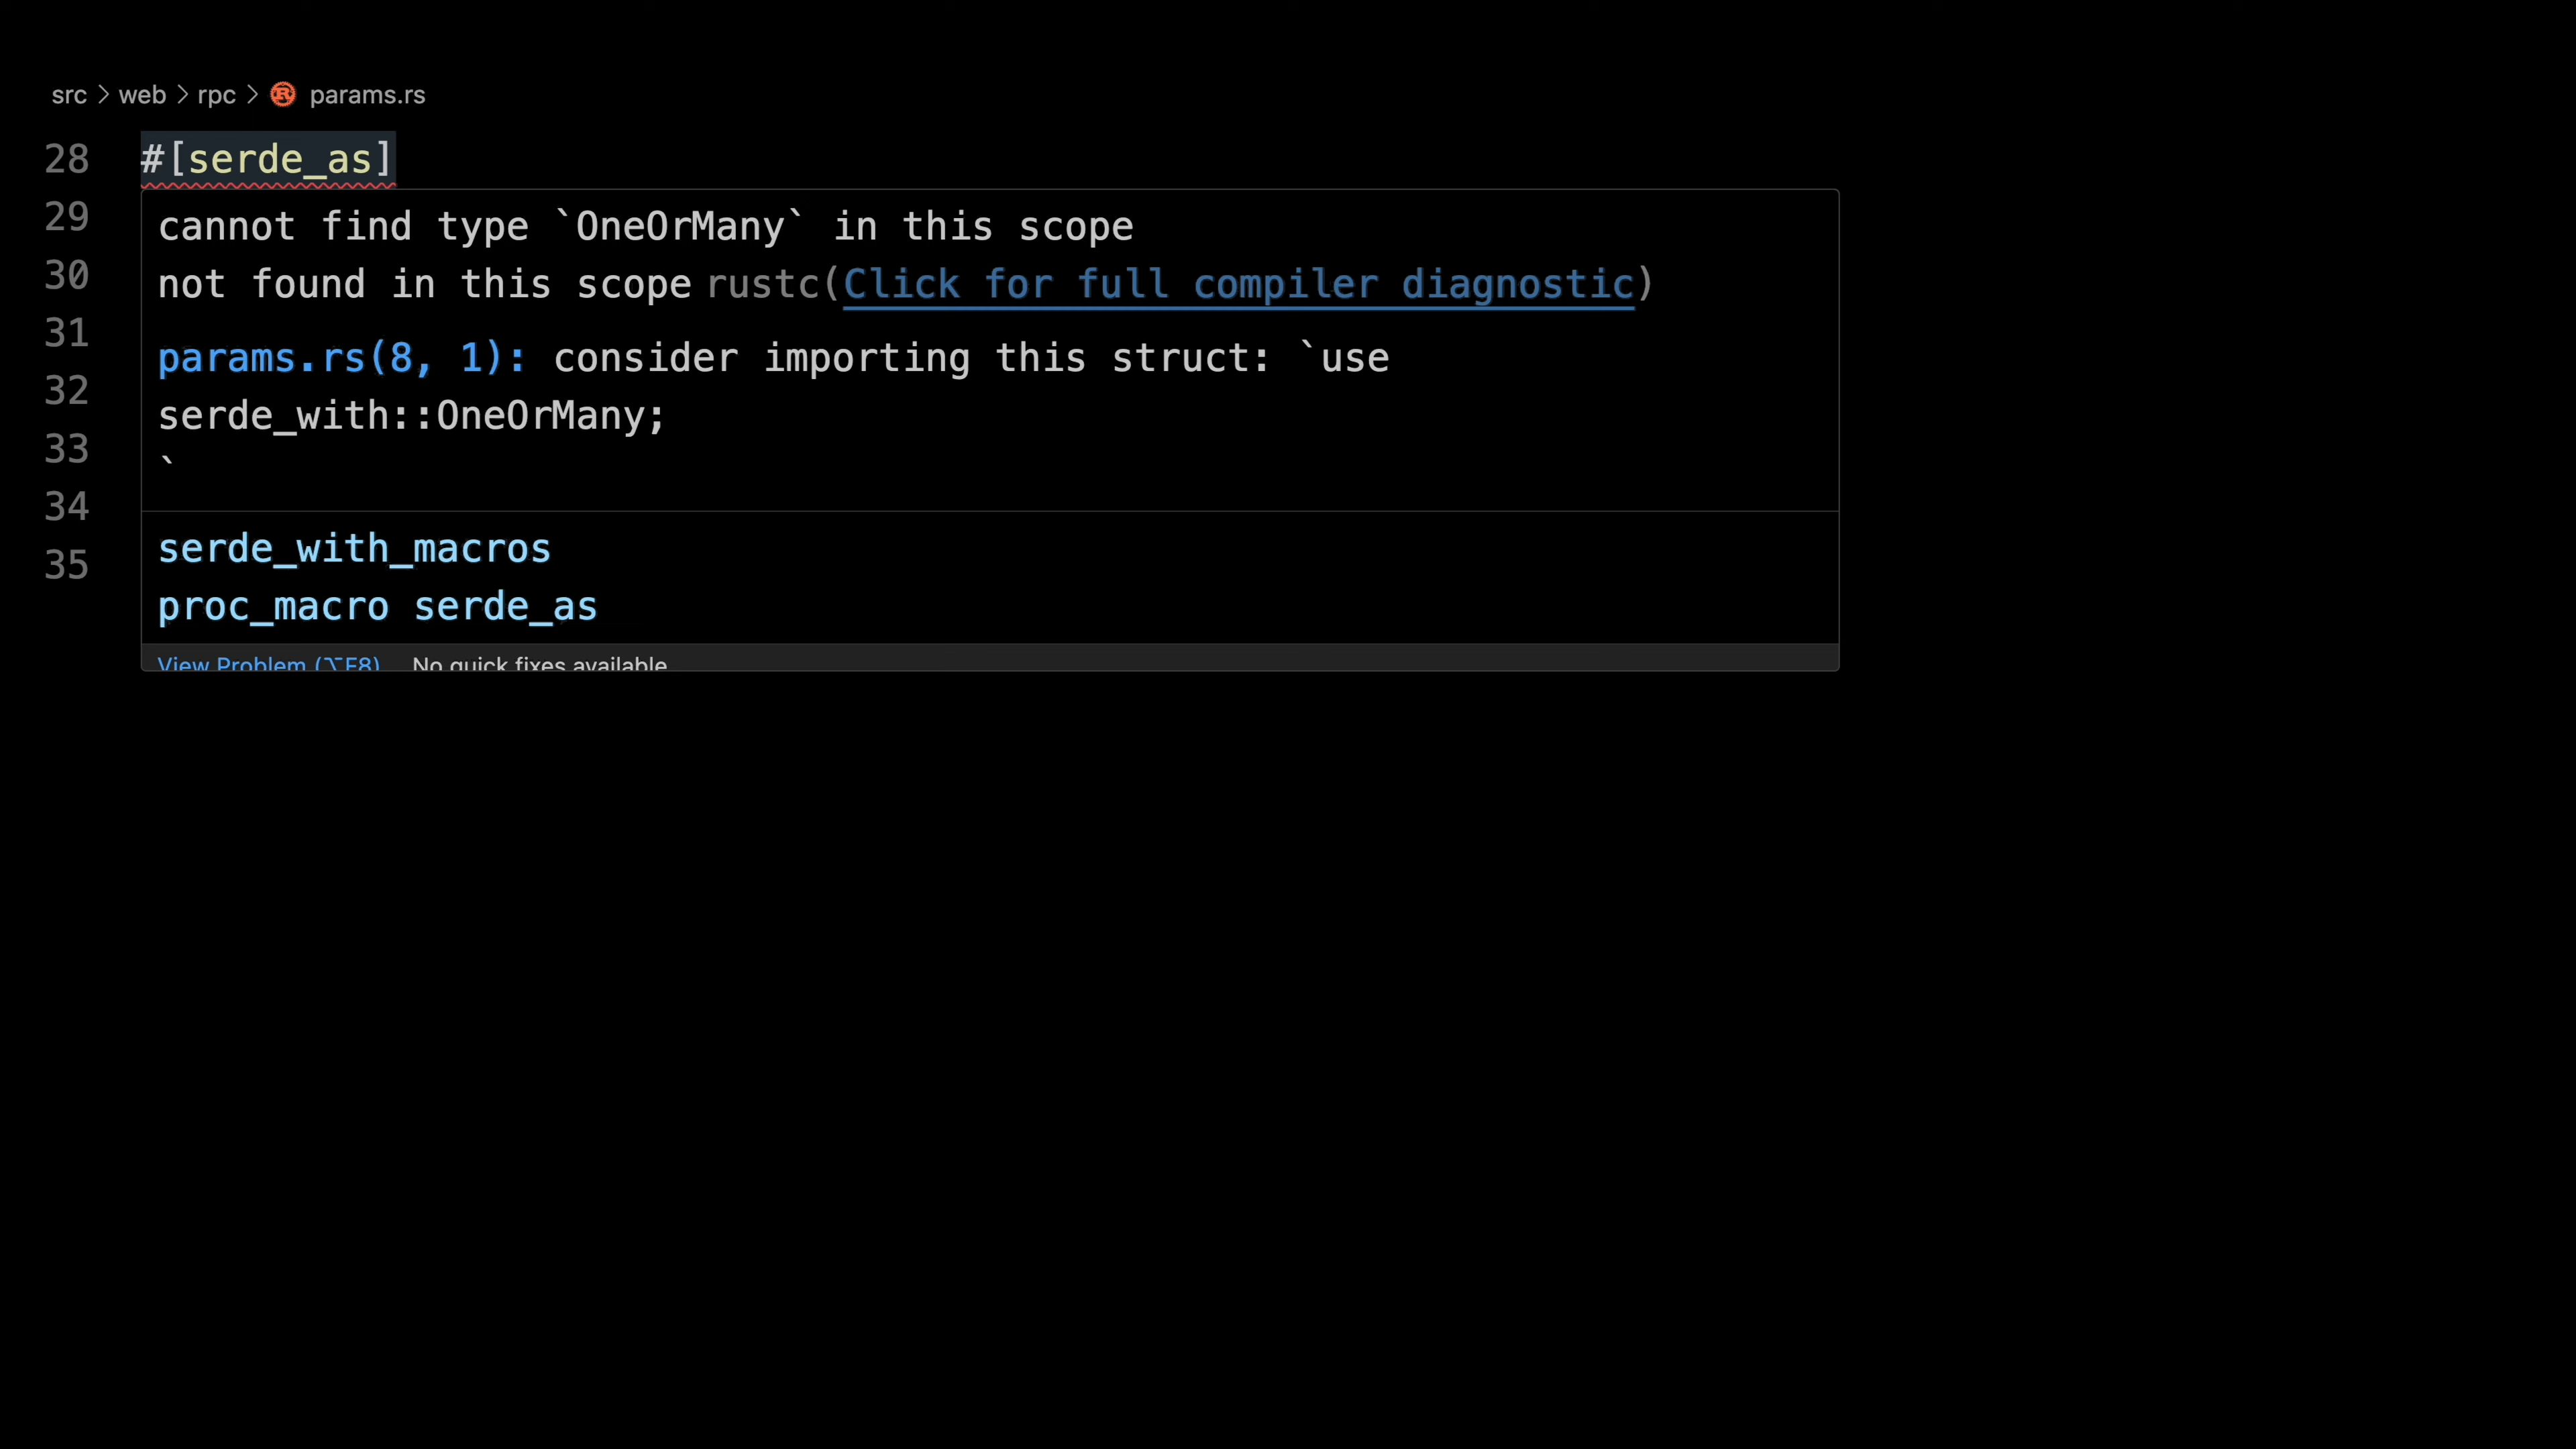 src > web > rpc > params.rs
28 #[serde_as]
29 cannot find type `OneOrMany` in this scope
30 not found in this scope rustc(Click for full compiler diagnostic)
31 params.rs(8, 1): consider importing this struct: `use
32 serde_with::OneOrMany;
33 `
34
serde_with_macros
35
proc_macro serde_as
View Problem (⌥F8) No quick fixes available